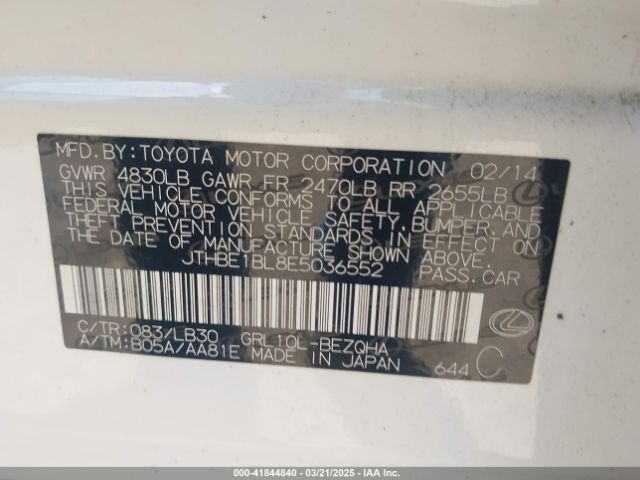 MFD.BY:TOYOTA MOTOR CORPORATION 02/14
GVWR 4830LB GAWR FR 2470LB RR 2655LB
THIS VEHICLE CONFORMS TO ALL APPLICABLE
FEDERAL MOTOR VEHICLE SAFETY,BUMPER,AND
THEFT PREVENTION STANDARDS IN EFFECT ON
THE DATE OF MANUFACTURE SHOWN ABOVE.
JTHBE1BL8E5036552 PASS.CAR
C/TR:083/LB30 GRL10L-BEZQHA
A/TM:B05A/AA81E MADE IN JAPAN 644 C
000-41844840 - 03/21/2025 - IAAI.CA